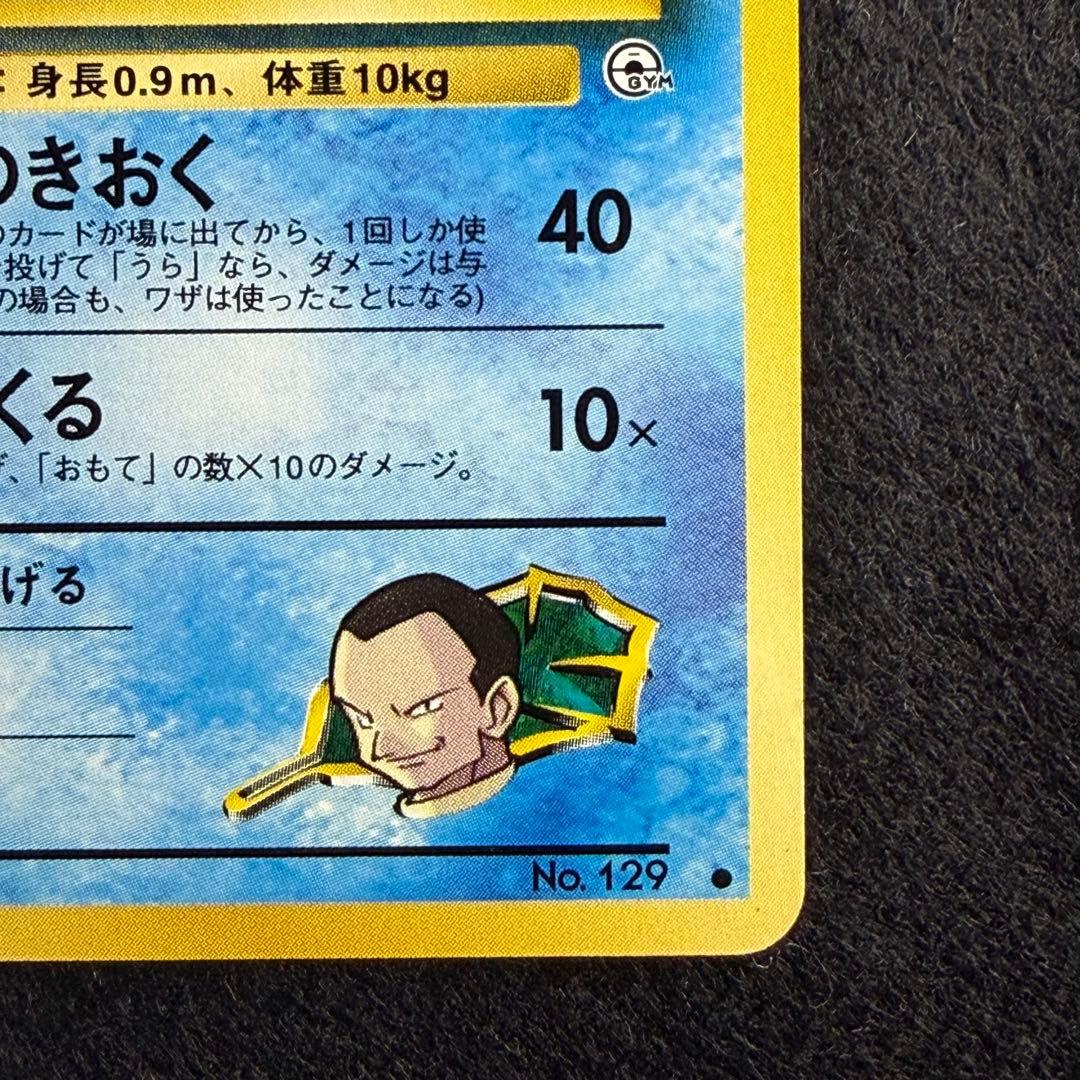 : 身長0.9m、体重10kg
GYM
のきおく
40
のカードが場に出てから、1回しか使
投げて「うら」なら、ダメージは与
の場合も、ワザは使ったことになる)
くる
10×
、「おもて」の数×10のダメージ。
げる
No. 129